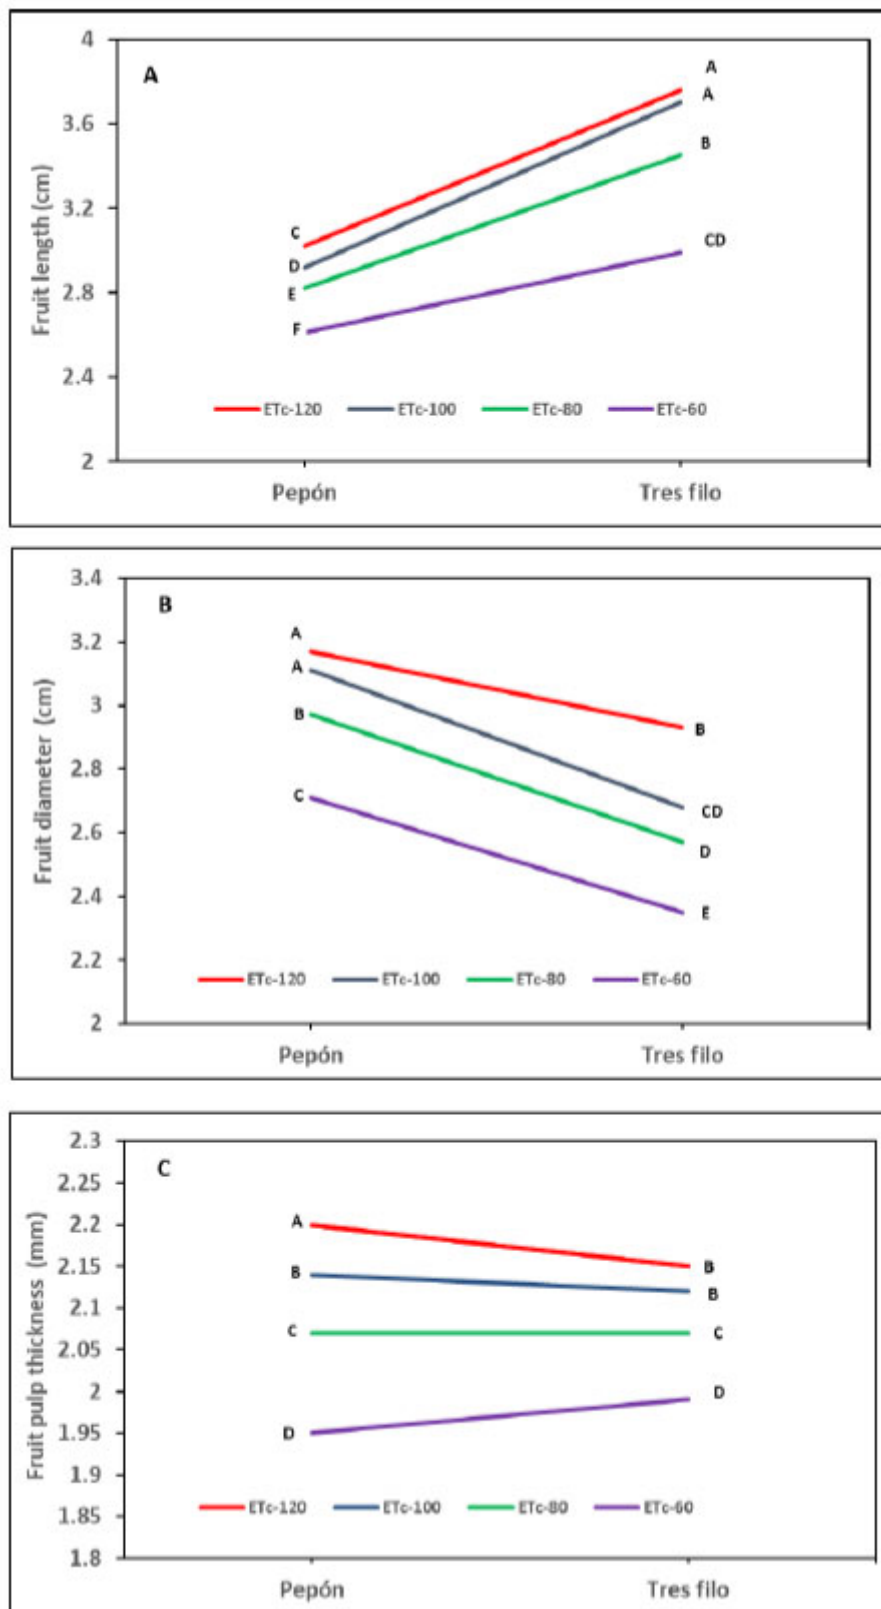 A
4
3.6
3.2
2.8
2.4
2
Fruit length (cm)
A
A
B
CD
C
D
E
F
ETc-120 ETc-100 ETc-80 ETc-60
Pepón Tres filo
B
3.4
3.2
3
2.8
2.6
2.4
2.2
2
Fruit diameter (cm)
A
A
B
C
B
CD
D
E
ETc-120 ETc-100 ETc-80 ETc-60
Pepón Tres filo
C
2.3
2.25
2.2
2.15
2.1
2.05
2
1.95
1.9
1.85
1.8
Fruit pulp thickness (mm)
A
B
C
D
B
B
C
D
ETc-120 ETc-100 ETc-80 ETc-60
Pepón Tres filo